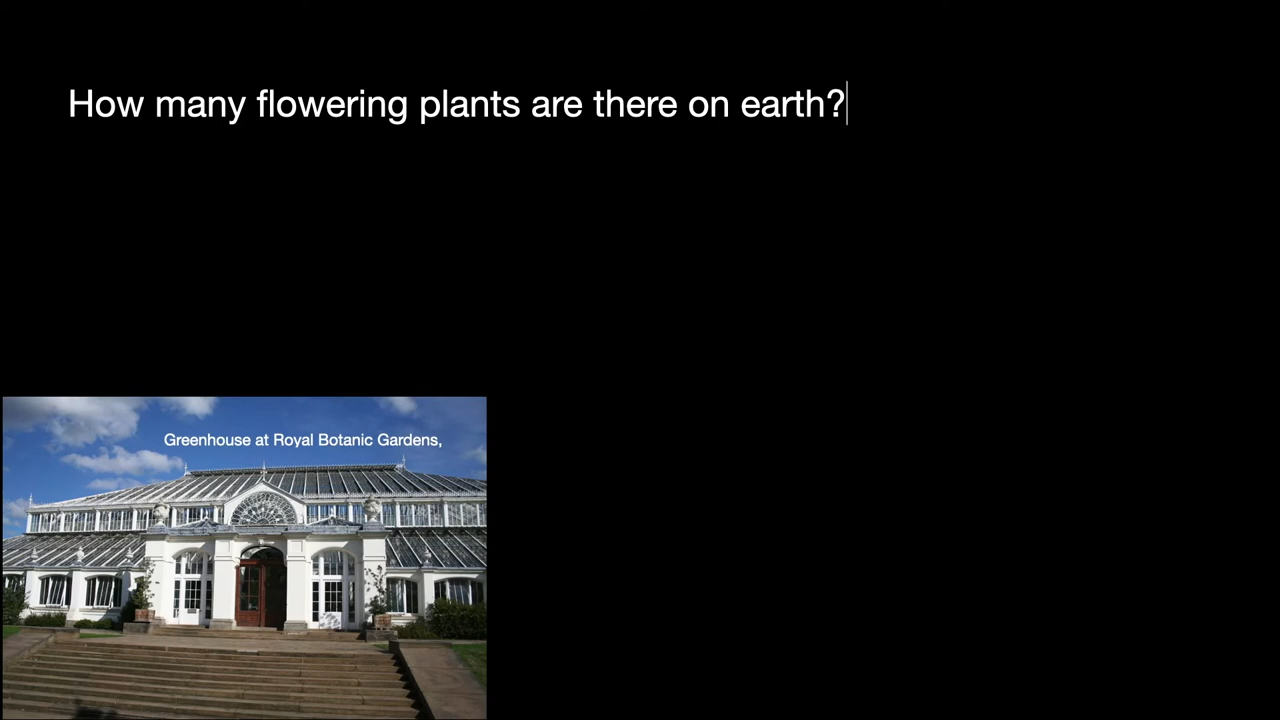 How many flowering plants are there on earth?
Greenhouse at Royal Botanic Gardens,